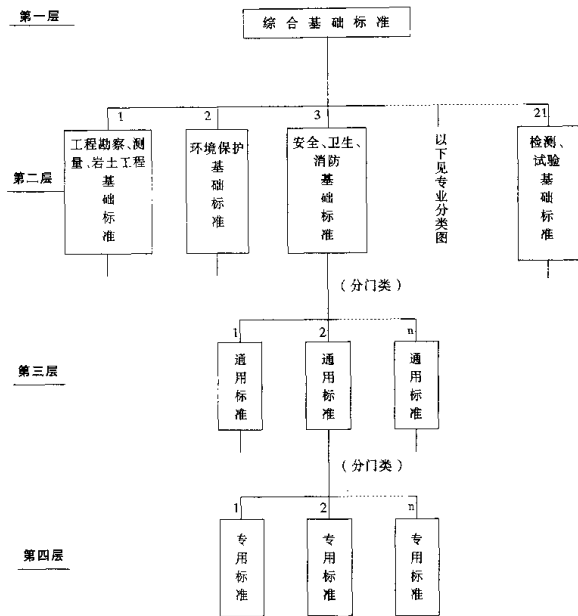 第一层
综合基础标准
1
2
3
21
工程勘察、测
量、岩土工程
基础标准
环境保护
基础标准
安全、卫生、
消防
基础标准
以下见专业分类图
检测、
试验
基础标准
第二层
(分门类)
1
2
n
第三层
通用标准
通用标准
通用标准
(分门类)
1
2
n
第四层
专用标准
专用标准
专用标准